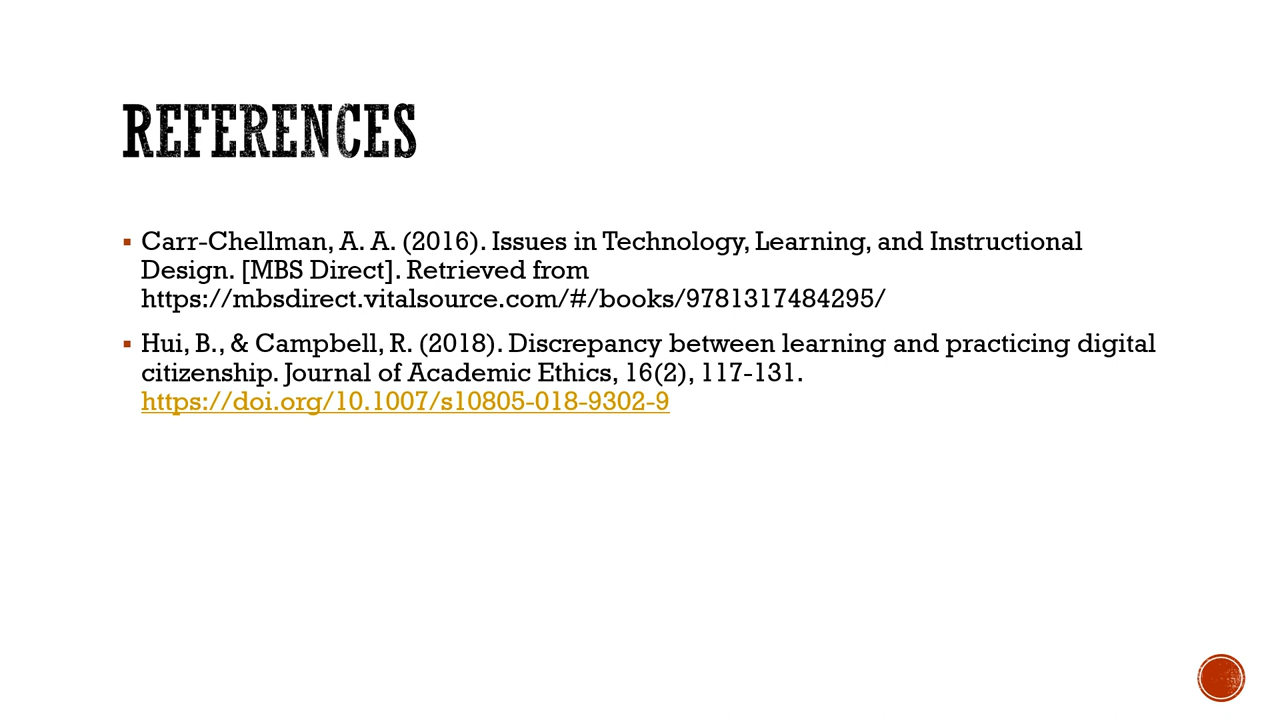 REFERENCES
▪ Carr-Chellman, A. A. (2016). Issues in Technology, Learning, and Instructional
Design. [MBS Direct]. Retrieved from
https://mbsdirect.vitalsource.com/#/books/9781317484295/
▪ Hui, B., & Campbell, R. (2018). Discrepancy between learning and practicing digital
citizenship. Journal of Academic Ethics, 16(2), 117-131.
https://doi.org/10.1007/s10805-018-9302-9